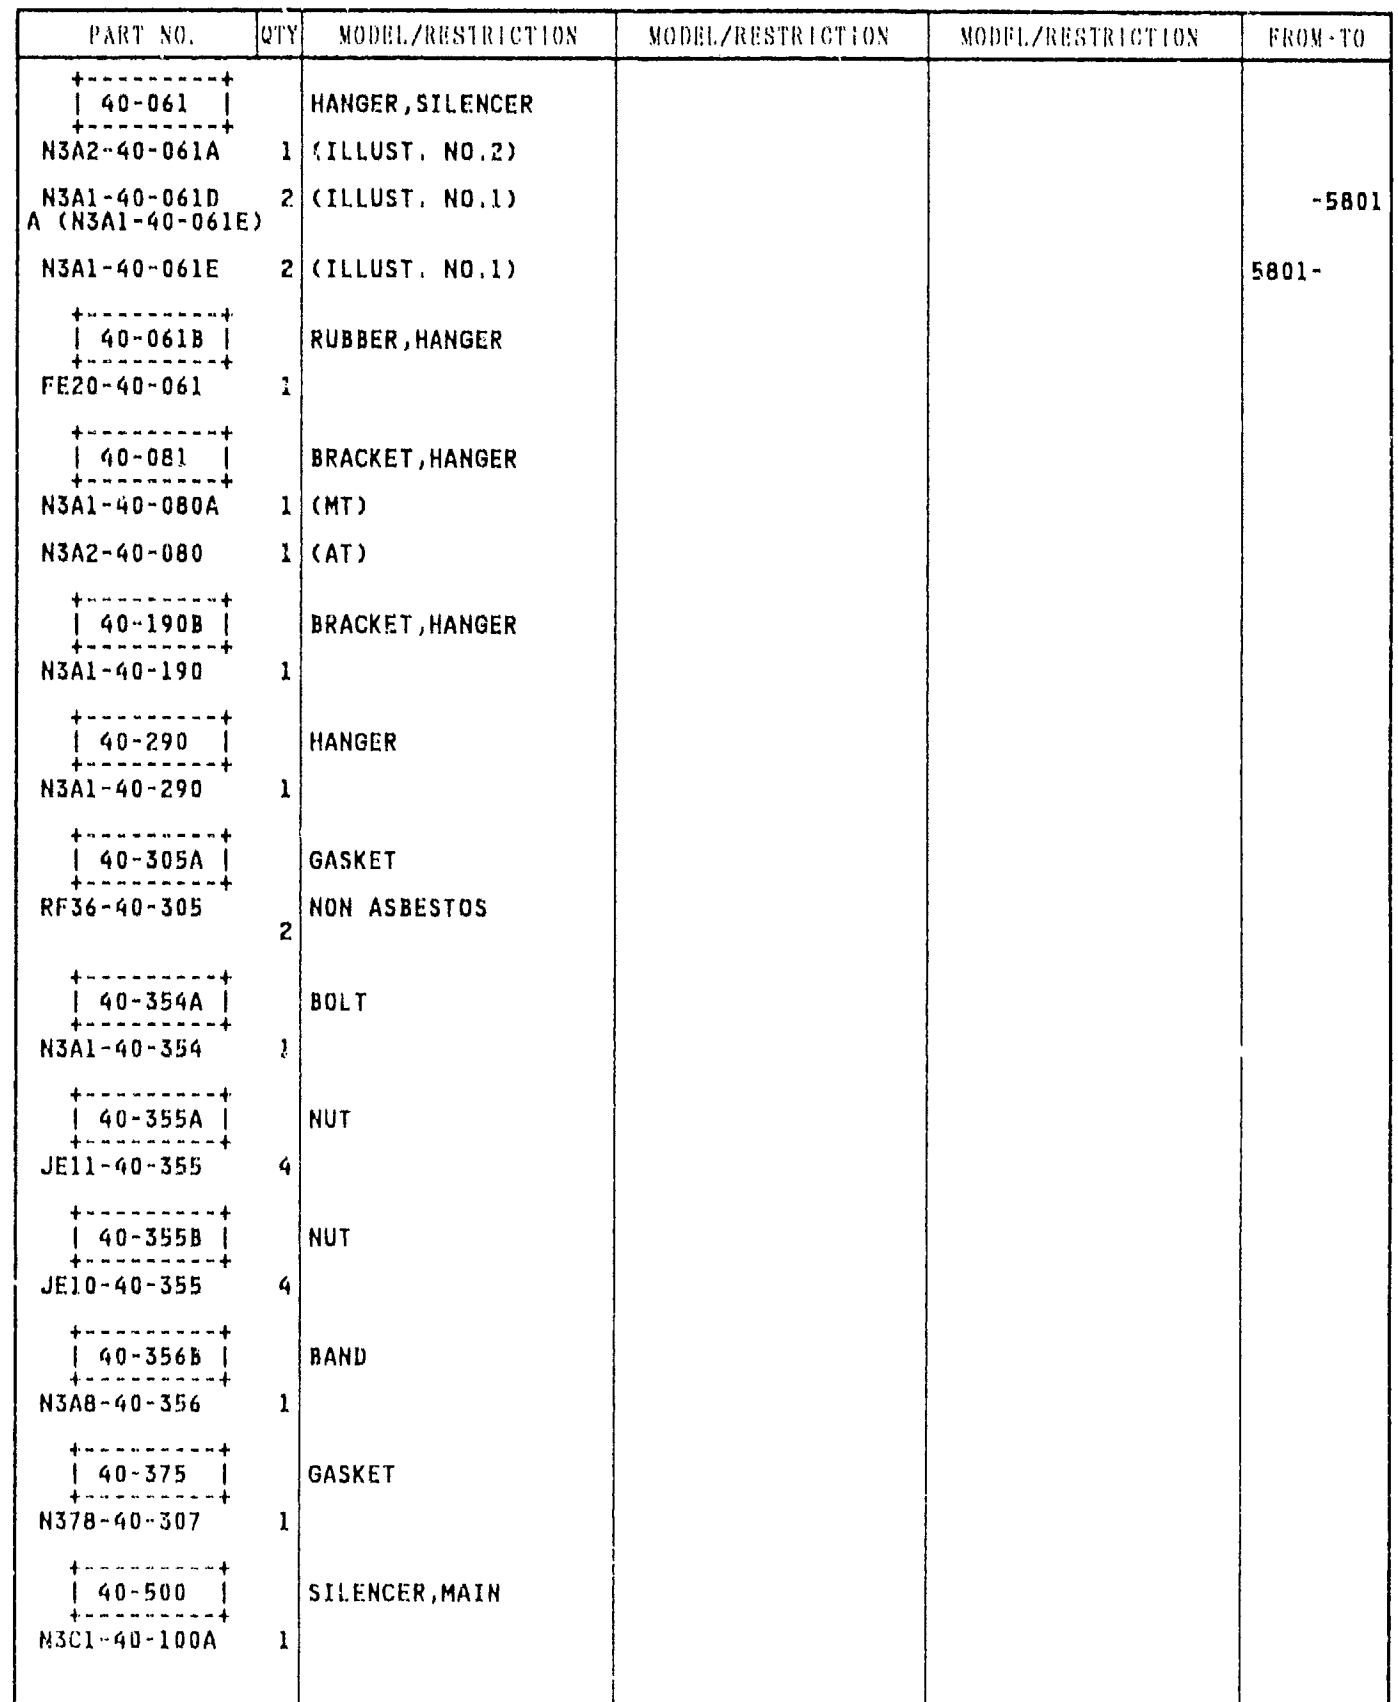 PART NO. QTY MODEL/RESTRICTION MODEL/RESTRICTION MODEL/RESTRICTION FROM-TO
40-061 HANGER,SILENCER
N3A2-40-061A 1 (ILLUST. NO.2)
N3A1-40-061D 2 (ILLUST. NO.1) -5801
A (N3A1-40-061E)
N3A1-40-061E 2 (ILLUST. NO.1) 5801-
40-061B RUBBER,HANGER
FE20-40-061 1
40-081 BRACKET,HANGER
N3A1-40-080A 1 (MT)
N3A2-40-080 1 (AT)
40-190B BRACKET,HANGER
N3A1-40-190 1
40-290 HANGER
N3A1-40-290 1
40-305A GASKET
RF36-40-305 NON ASBESTOS
2
40-354A BOLT
N3A1-40-354 1
40-355A NUT
JE11-40-355 4
40-355B NUT
JE10-40-355 4
40-356B BAND
N3A8-40-356 1
40-375 GASKET
N378-40-307 1
40-500 SILENCER,MAIN
N3C1-40-100A 1